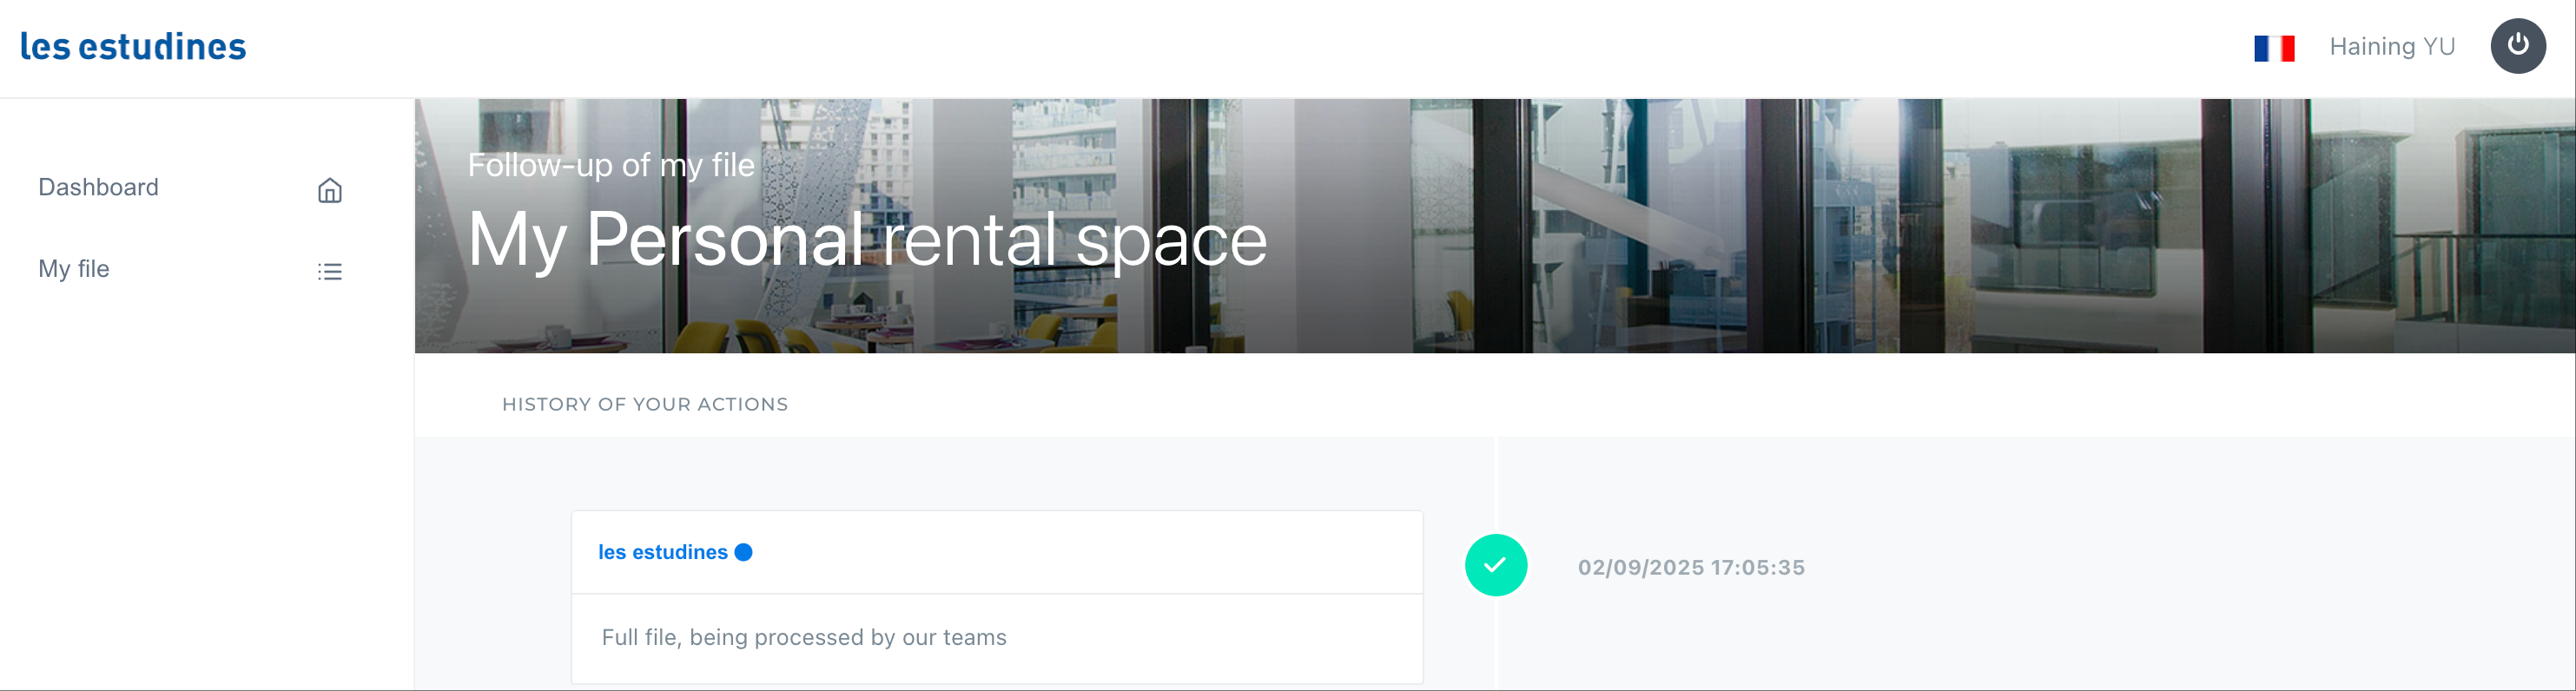 les estudines
Haining YU
Dashboard
My file
Follow-up of my file
My Personal rental space
HISTORY OF YOUR ACTIONS
les estudines
02/09/2025 17:05:35
Full file, being processed by our teams